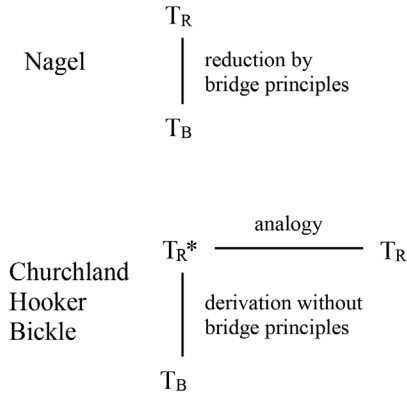 T_R
Nagel
reduction by
bridge principles
T_B
analogy
T_R*
T_R
Churchland
Hooker
Bickle
derivation without
bridge principles
T_B